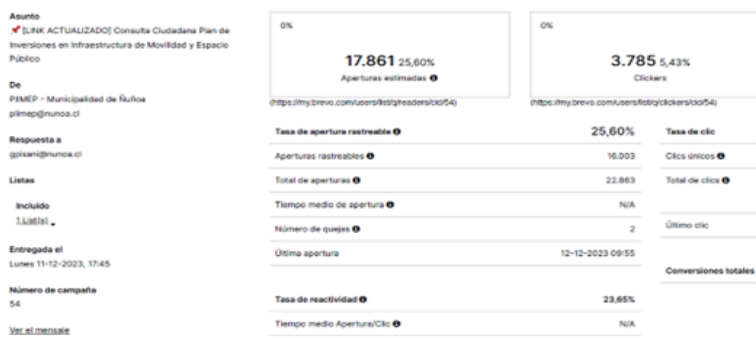 Asunto
📌 [LINK ACTUALIZADO] Consulta Ciudadana Plan de
Inversiones en Infraestructura de Movilidad y Espacio
Público
De
PIIMEP - Municipalidad de Ñuñoa
piimep@nunoa.cl
Respuesta a
gpisani@nunoa.cl
Listas
Incluido
1 List(s)
Entregada el
Lunes 11-12-2023, 17:45
Número de campaña
54
Ver el mensaje
0%
17.861 25,60%
Aperturas estimadas
(https://my.brevo.com/users/list/q/readers/cid/54)
0%
3.785 5,43%
Clickers
(https://my.brevo.com/users/list/q/clickers/cid/54)
Tasa de apertura rastreable 25,60%
Aperturas rastreables 16.003
Total de aperturas 22.863
Tiempo medio de apertura N/A
Número de quejas 2
Última apertura 12-12-2023 09:55
Tasa de reactividad 23,65%
Tiempo medio Apertura/Clic N/A
Tasa de clic
Clics únicos
Total de clics
Último clic
Conversiones totales